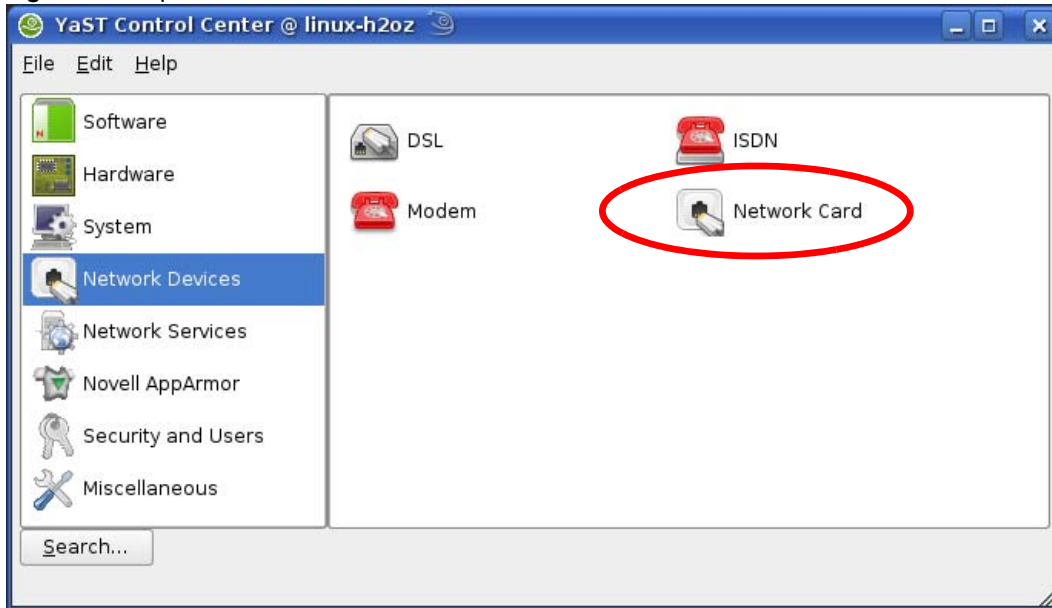 YaST Control Center @ linux-h2oz
File Edit Help
Software
Hardware
System
Network Devices
Network Services
Novell AppArmor
Security and Users
Miscellaneous
DSL
ISDN
Modem
Network Card
Search...